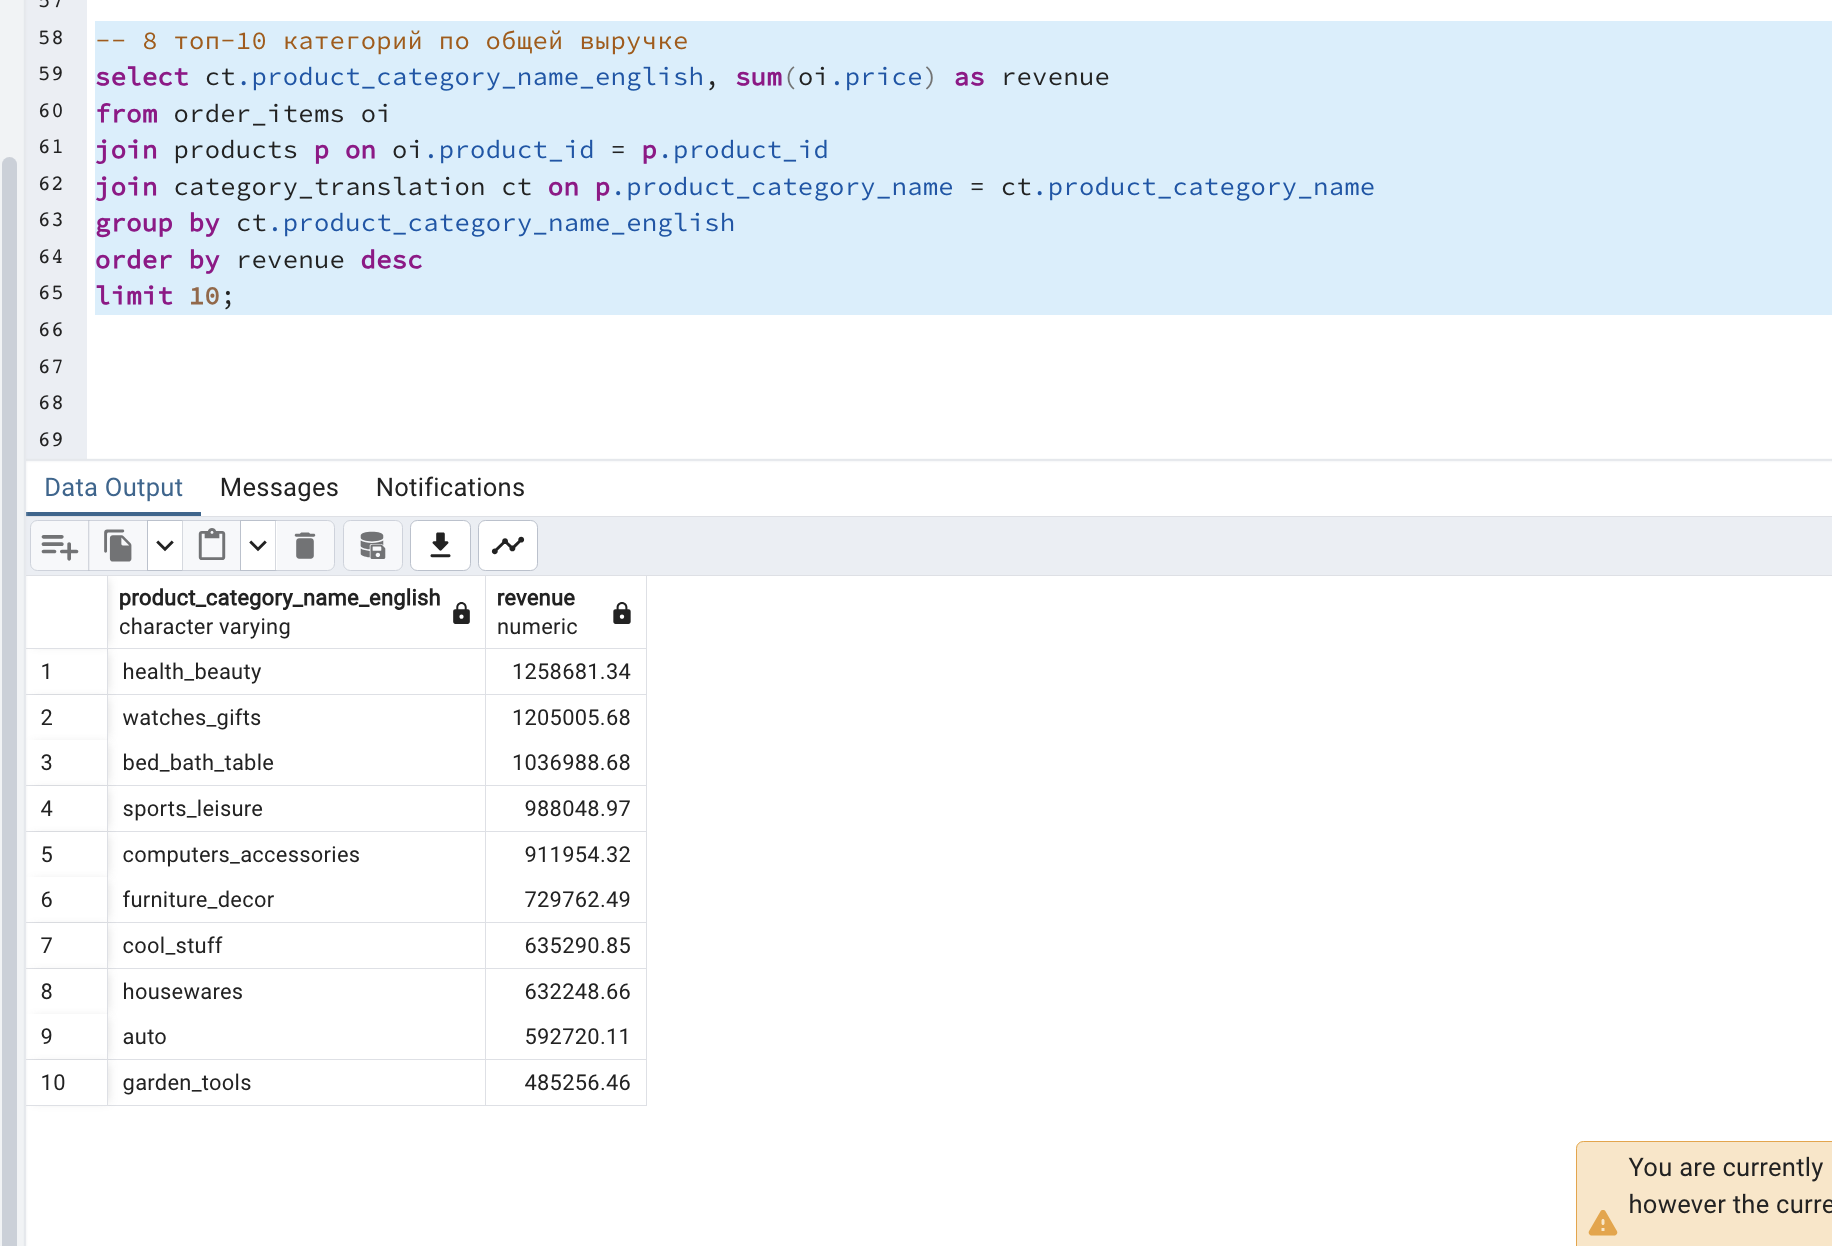 57
58 -- 8 топ-10 категорий по общей выручке
59 select ct.product_category_name_english, sum(oi.price) as revenue
60 from order_items oi
61 join products p on oi.product_id = p.product_id
62 join category_translation ct on p.product_category_name = ct.product_category_name
63 group by ct.product_category_name_english
64 order by revenue desc
65 limit 10;
66
67
68
69
Data Output Messages Notifications
product_category_name_english revenue
character varying numeric
1 health_beauty 1258681.34
2 watches_gifts 1205005.68
3 bed_bath_table 1036988.68
4 sports_leisure 988048.97
5 computers_accessories 911954.32
6 furniture_decor 729762.49
7 cool_stuff 635290.85
8 housewares 632248.66
9 auto 592720.11
10 garden_tools 485256.46
You are currently
however the curre